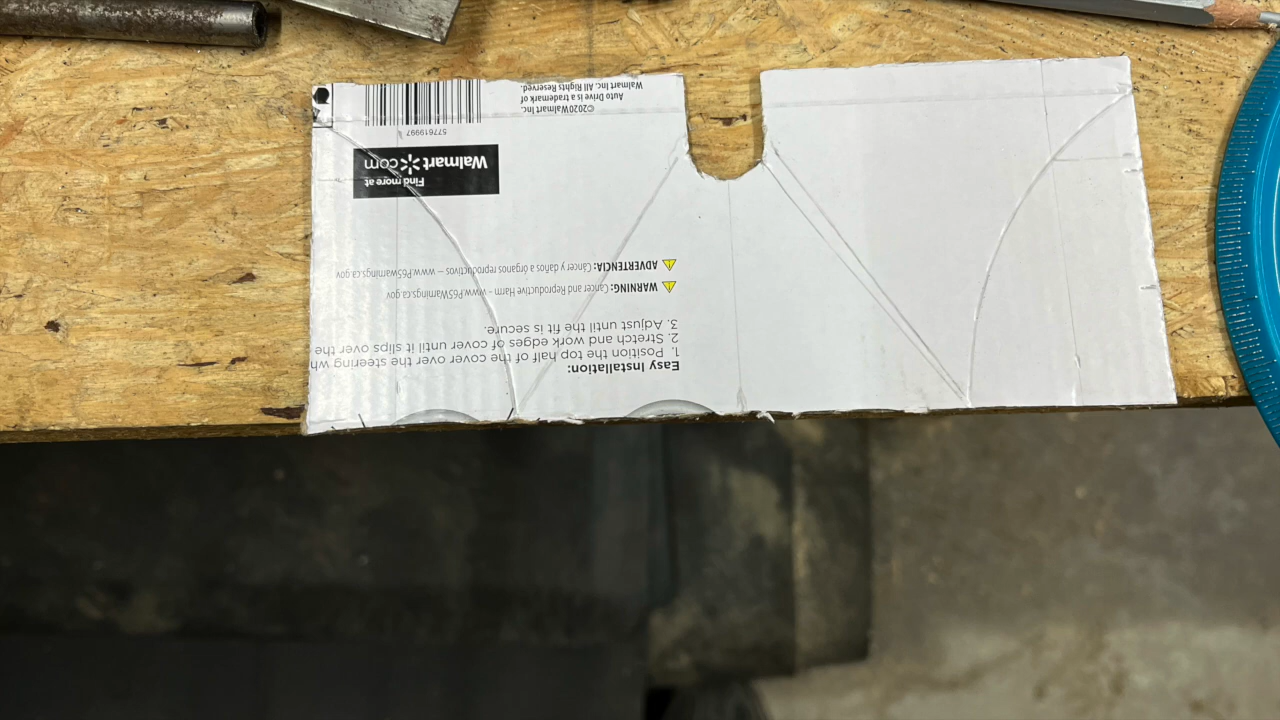 Easy Installation:
1. Position the top half of the cover over the steering wh
2. Stretch and work edges of cover until it slips over the
3. Adjust until the fit is secure.
WARNING: Cancer and Reproductive Harm - www.P65Warnings.ca.gov
ADVERTENCIA: Cáncer y daños órganos reproductivos – www.P65Warnings.ca.gov
Find more at
Walmart.com
577619997
©2020 Walmart Inc.
Auto Drive is a trademark of
Walmart Inc. All Rights Reserved.